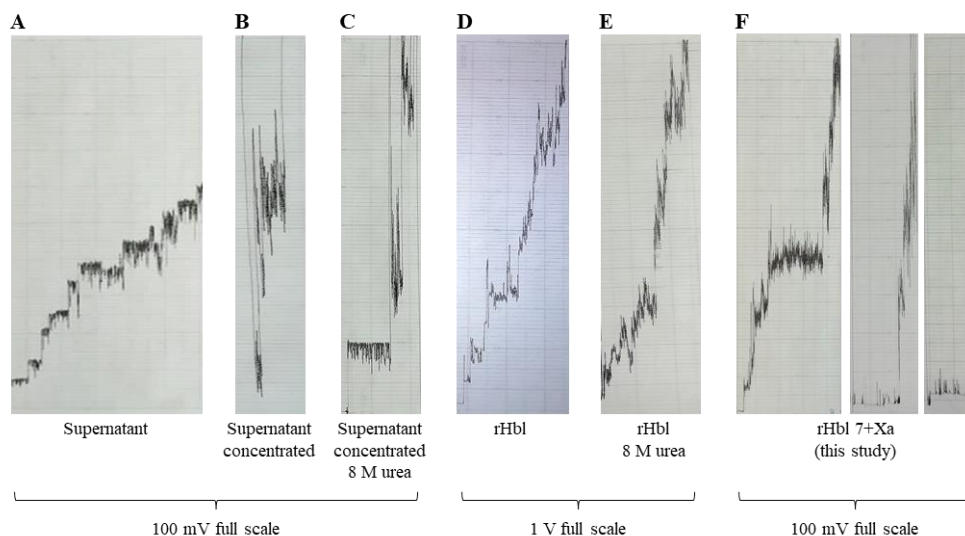 A
B
C
D
E
F
Supernatant
Supernatant
concentrated
Supernatant
concentrated
8 M urea
rHbl
rHbl
8 M urea
rHbl 7+Xa
(this study)
100 mV full scale
1 V full scale
100 mV full scale